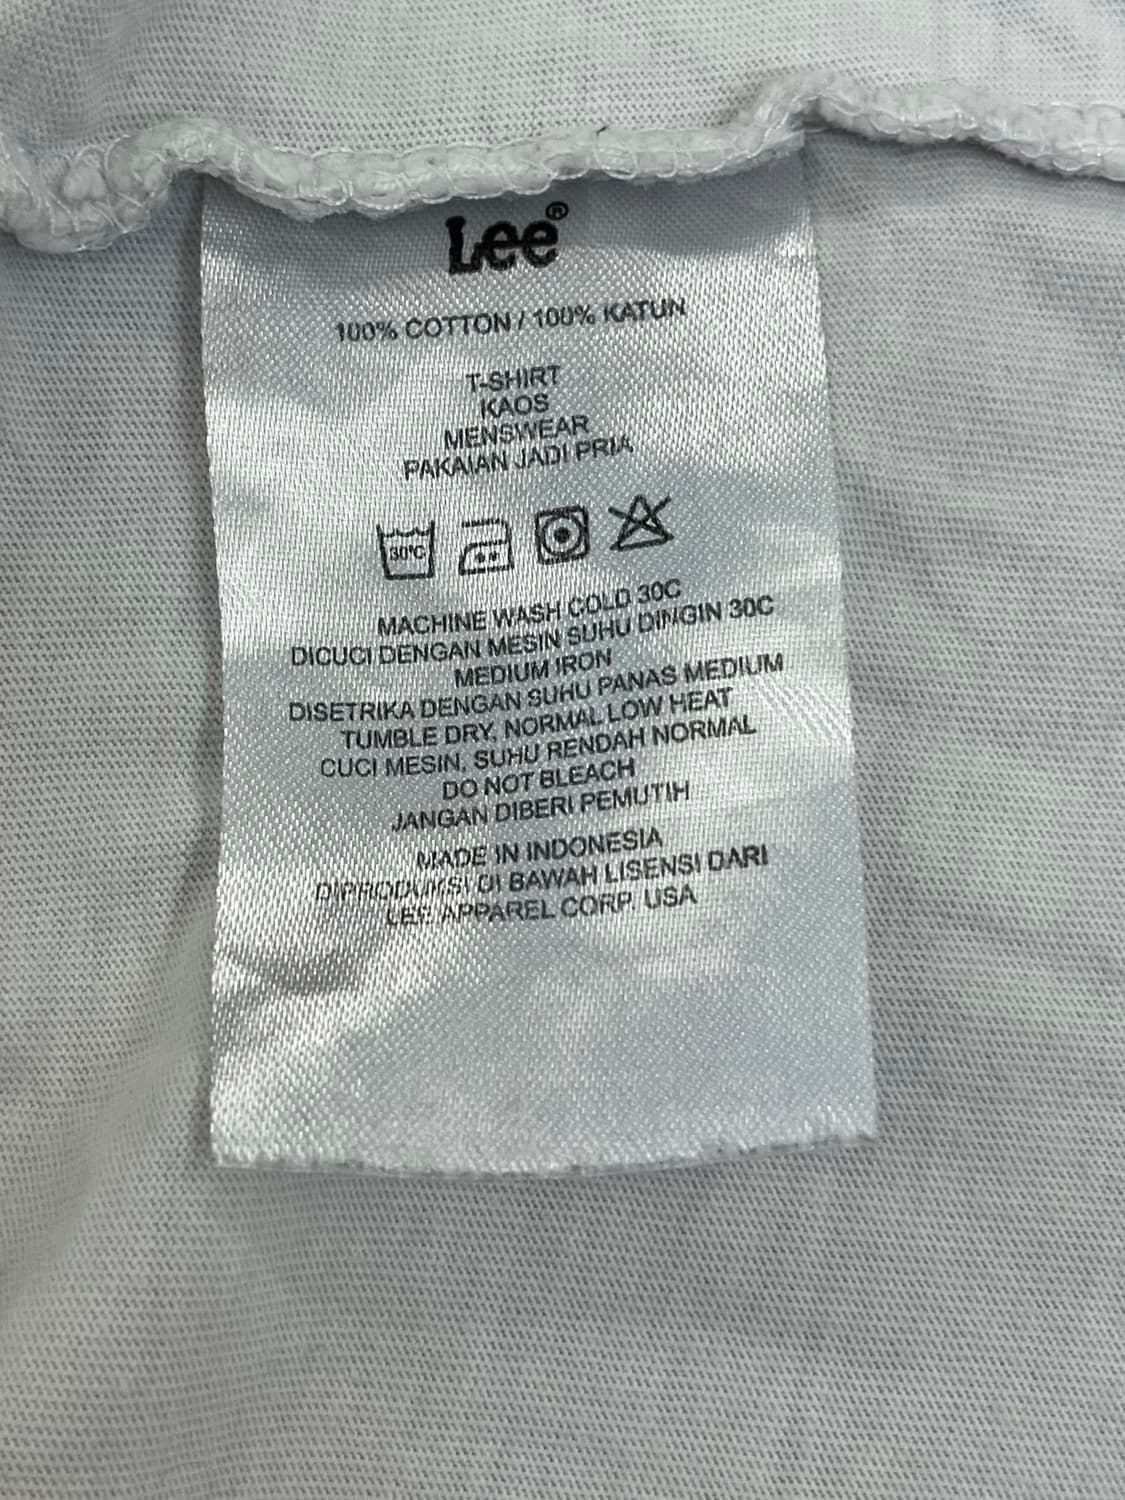 Lee®
100% COTTON / 100% KATUN
T-SHIRT
KAOS
MENSWEAR
PAKAIAN JADI PRIA
30°C
MACHINE WASH COLD 30C
DICUCI DENGAN MESIN SUHU DINGIN 30C
MEDIUM IRON
DISETRIKA DENGAN SUHU PANAS MEDIUM
TUMBLE DRY, NORMAL LOW HEAT
CUCI MESIN, SUHU RENDAH NORMAL
DO NOT BLEACH
JANGAN DIBERI PEMUTIH
MADE IN INDONESIA
DIPRODUKSI DI BAWAH LISENSI DARI
LEE APPAREL CORP. USA